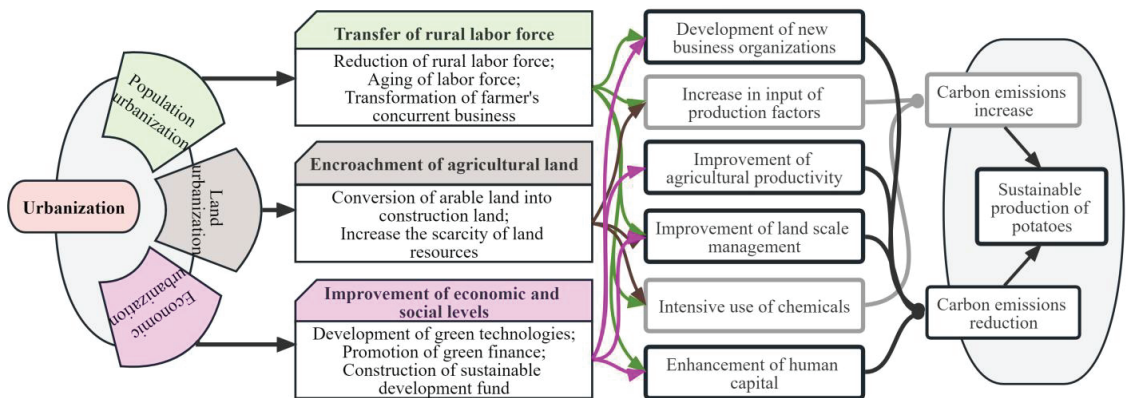 Urbanization
Population
urbanization
Land
urbanization
Economic
urbanization
Transfer of rural labor force
Reduction of rural labor force;
Aging of labor force;
Transformation of farmer's
concurrent business
Encroachment of agricultural land
Conversion of arable land into
construction land;
Increase the scarcity of land
resources
Improvement of economic and
social levels
Development of green technologies;
Promotion of green finance;
Construction of sustainable
development fund
Development of new
business organizations
Increase in input of
production factors
Improvement of
agricultural productivity
Improvement of land scale
management
Intensive use of chemicals
Enhancement of human
capital
Carbon emissions
increase
Sustainable
production of
potatoes
Carbon emissions
reduction